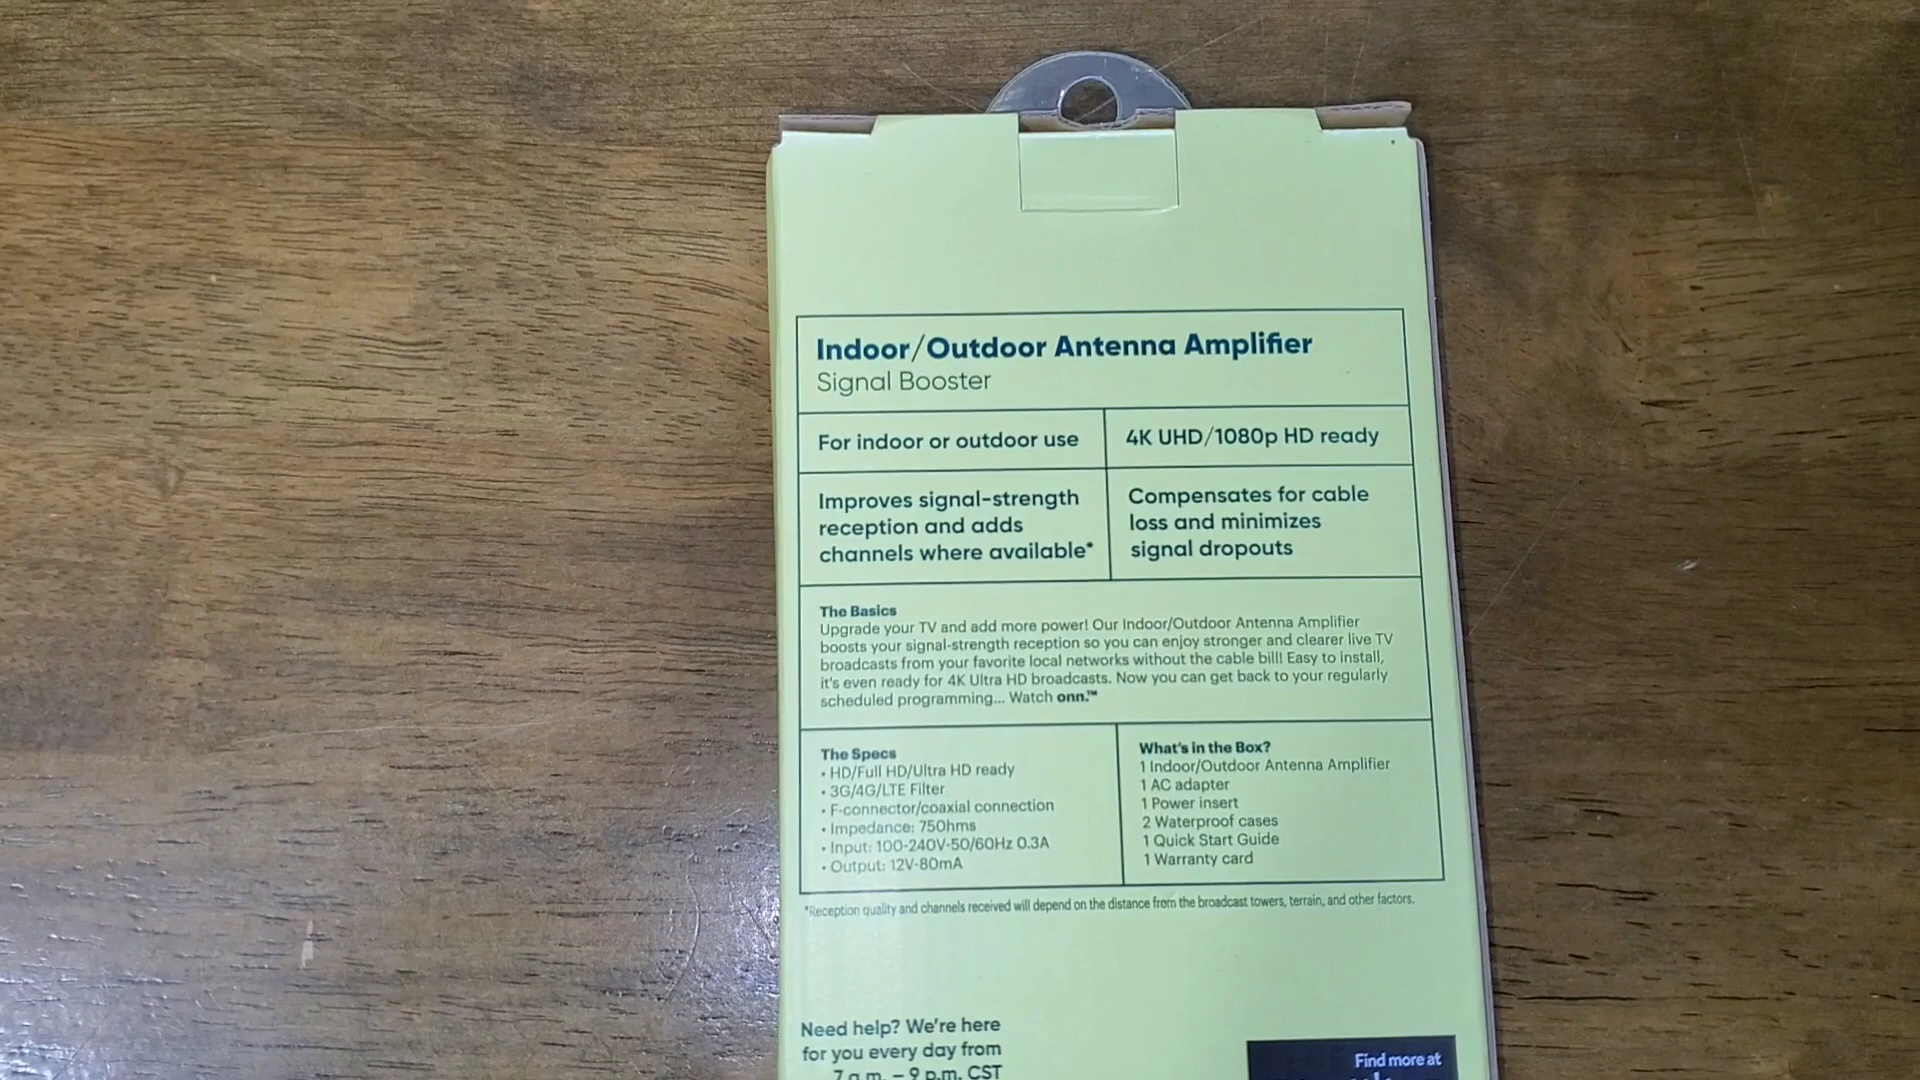 Indoor/Outdoor Antenna Amplifier
Signal Booster
For indoor or outdoor use
4K UHD/1080p HD ready
Improves signal-strength
reception and adds
channels where available*
Compensates for cable
loss and minimizes
signal dropouts
The Basics
Upgrade your TV and add more power! Our Indoor/Outdoor Antenna Amplifier
boosts your signal-strength reception so you can enjoy stronger and clearer live TV
broadcasts from your favorite local networks without the cable bill! Easy to install,
it's even ready for 4K Ultra HD broadcasts. Now you can get back to your regularly
scheduled programming... Watch onn.™
The Specs
• HD/Full HD/Ultra HD ready
• 3G/4G/LTE Filter
• F-connector/coaxial connection
• Impedance: 75Ohms
• Input: 100-240V-50/60Hz 0.3A
• Output: 12V-80mA
What's in the Box?
1 Indoor/Outdoor Antenna Amplifier
1 AC adapter
1 Power insert
2 Waterproof cases
1 Quick Start Guide
1 Warranty card
*Reception quality and channels received will depend on the distance from the broadcast towers, terrain, and other factors.
Need help? We're here
for you every day from
7 a.m. – 9 p.m. CST
Find more at